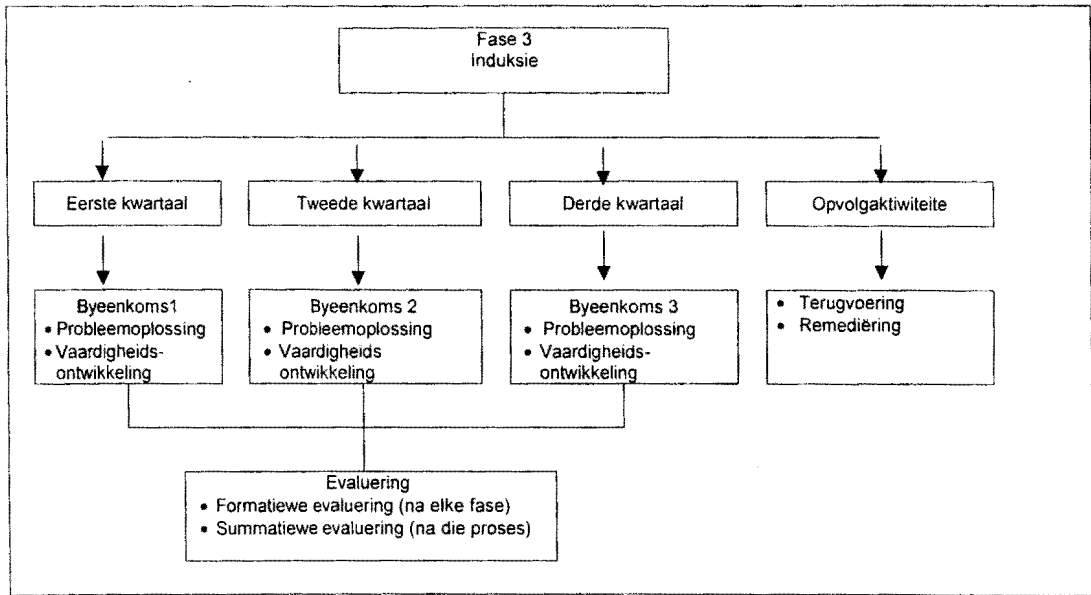 Fase 3
Induksie
Eerste kwartaal
Tweede kwartaal
Derde kwartaal
Opvolgaktiwiteite
Byeenkoms1
• Probleemoplossing
• Vaardigheids-
ontwikkeling
Byeenkoms 2
• Probleemoplossing
• Vaardigheids
ontwikkeling
Byeenkoms 3
• Probleemoplossing
• Vaardigheids-
ontwikkeling
• Terugvoering
• Remediëring
Evaluering
• Formatiewe evaluering (na elke fase)
• Summatiewe evaluering (na die proses)